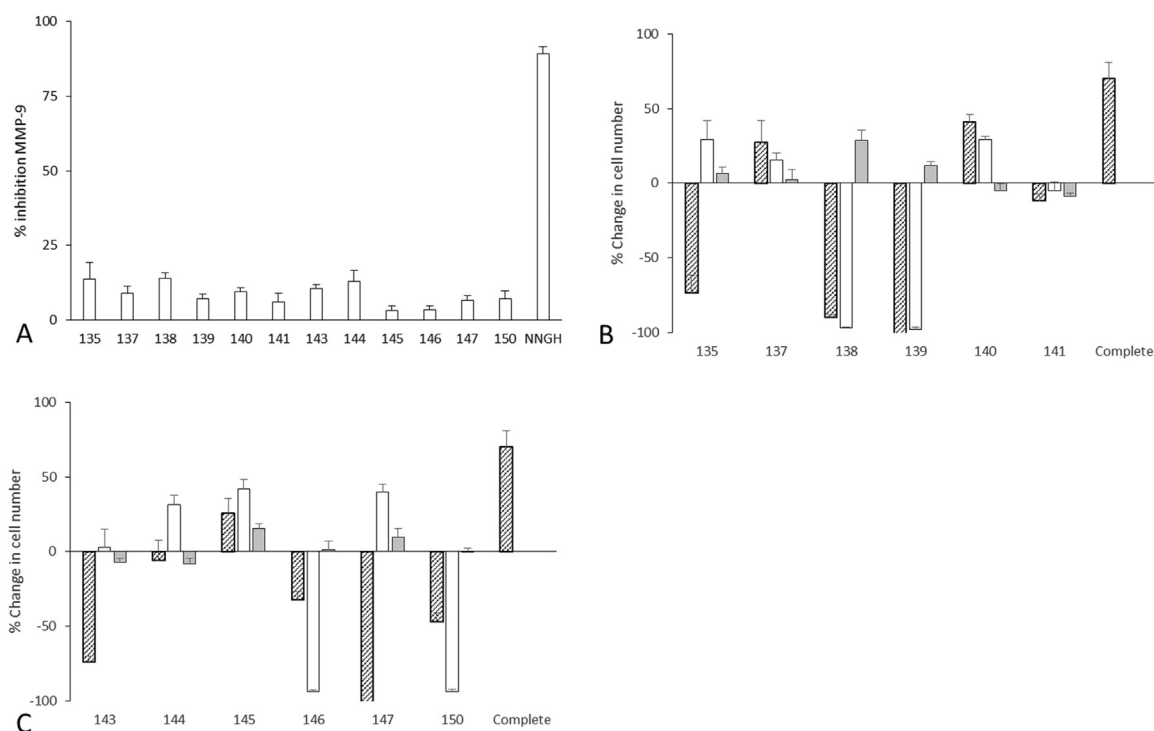 100
75
50
25
0
% inhibition MMP-9
135 137 138 139 140 141 143 144 145 146 147 150 NNGH
A
100
50
0
-50
-100
% Change in cell number
135 137 138 139 140 141 Complete
B
100
50
0
-50
-100
% Change in cell number
143 144 145 146 147 150 Complete
C